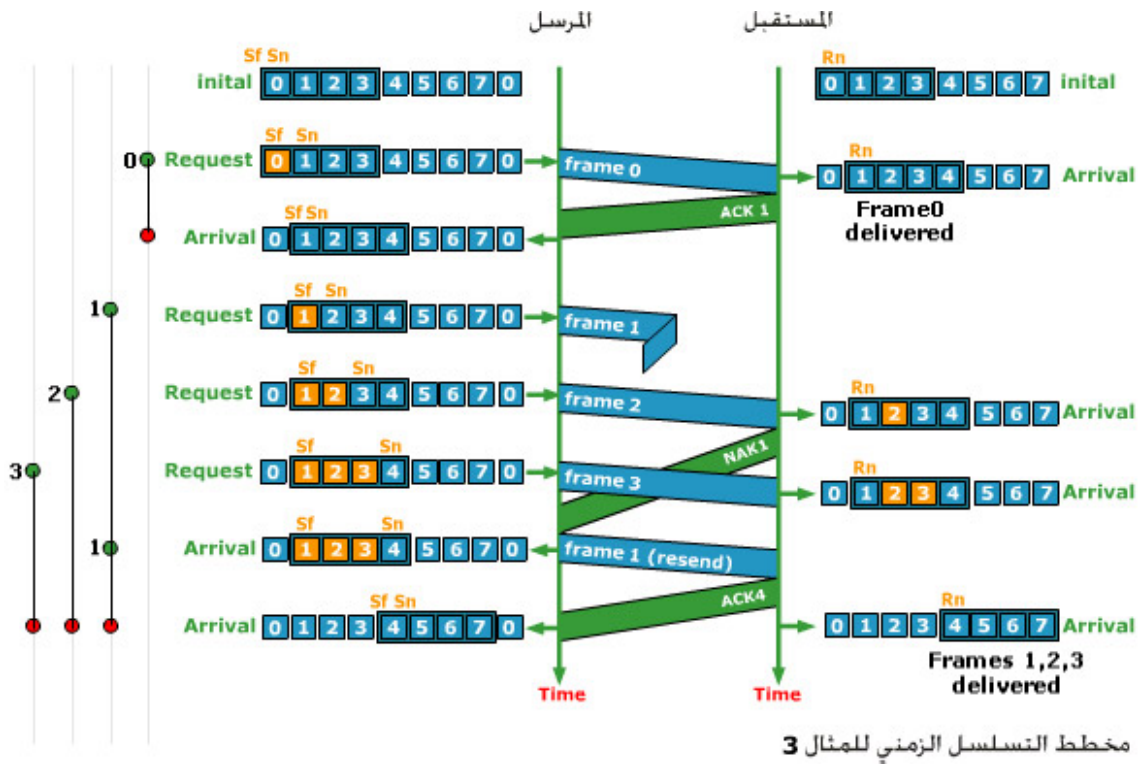 المرسل المستقبل
Sf Sn Rn
inital 0 1 2 3 4 5 6 7 0 0 1 2 3 4 5 6 7 inital
Sf Sn
0 Request 0 1 2 3 4 5 6 7 0 frame 0
Rn
0 1 2 3 4 5 6 7 Arrival
Frame0
delivered
ACK 1
Sf Sn
Arrival 0 1 2 3 4 5 6 7 0
Sf Sn
1 Request 0 1 2 3 4 5 6 7 0 frame 1
Sf Sn
2 Request 0 1 2 3 4 5 6 7 0 frame 2
Rn
0 1 2 3 4 5 6 7 Arrival
NAK1
Sf Sn
3 Request 0 1 2 3 4 5 6 7 0 frame 3
Rn
0 1 2 3 4 5 6 7 Arrival
Sf Sn
1 Arrival 0 1 2 3 4 5 6 7 0 frame 1 (resend)
ACK4
Sf Sn
Arrival 0 1 2 3 4 5 6 7 0
Rn
0 1 2 3 4 5 6 7 Arrival
Frames 1,2,3
delivered
Time Time
مخطط التسلسل الزمني للمثال 3